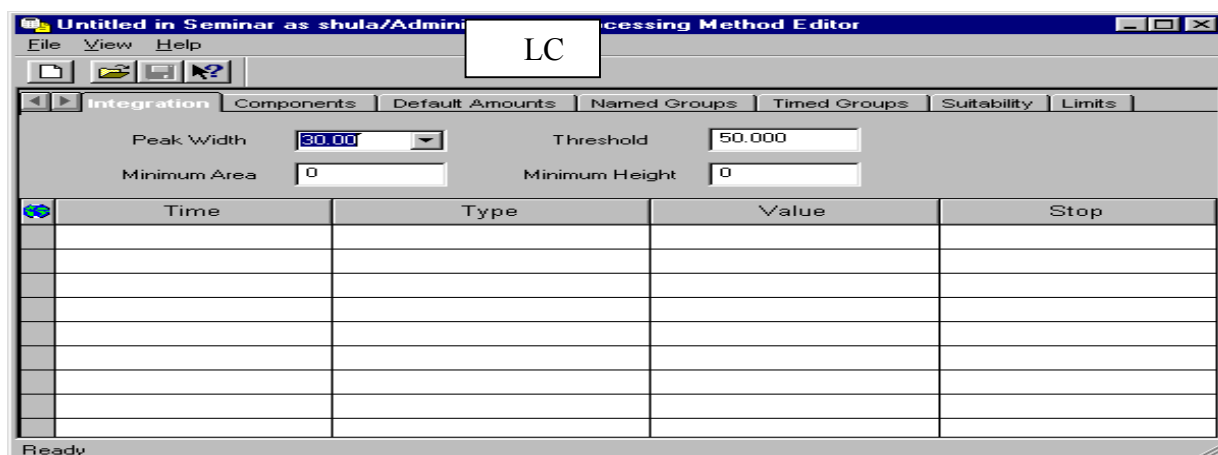 Untitled in Seminar as shula/Admini cessing Method Editor
LC
File View Help
Integration Components Default Amounts Named Groups Timed Groups Suitability Limits
Peak Width 30.00 Threshold 50.000
Minimum Area 0 Minimum Height 0
Time Type Value Stop
Ready